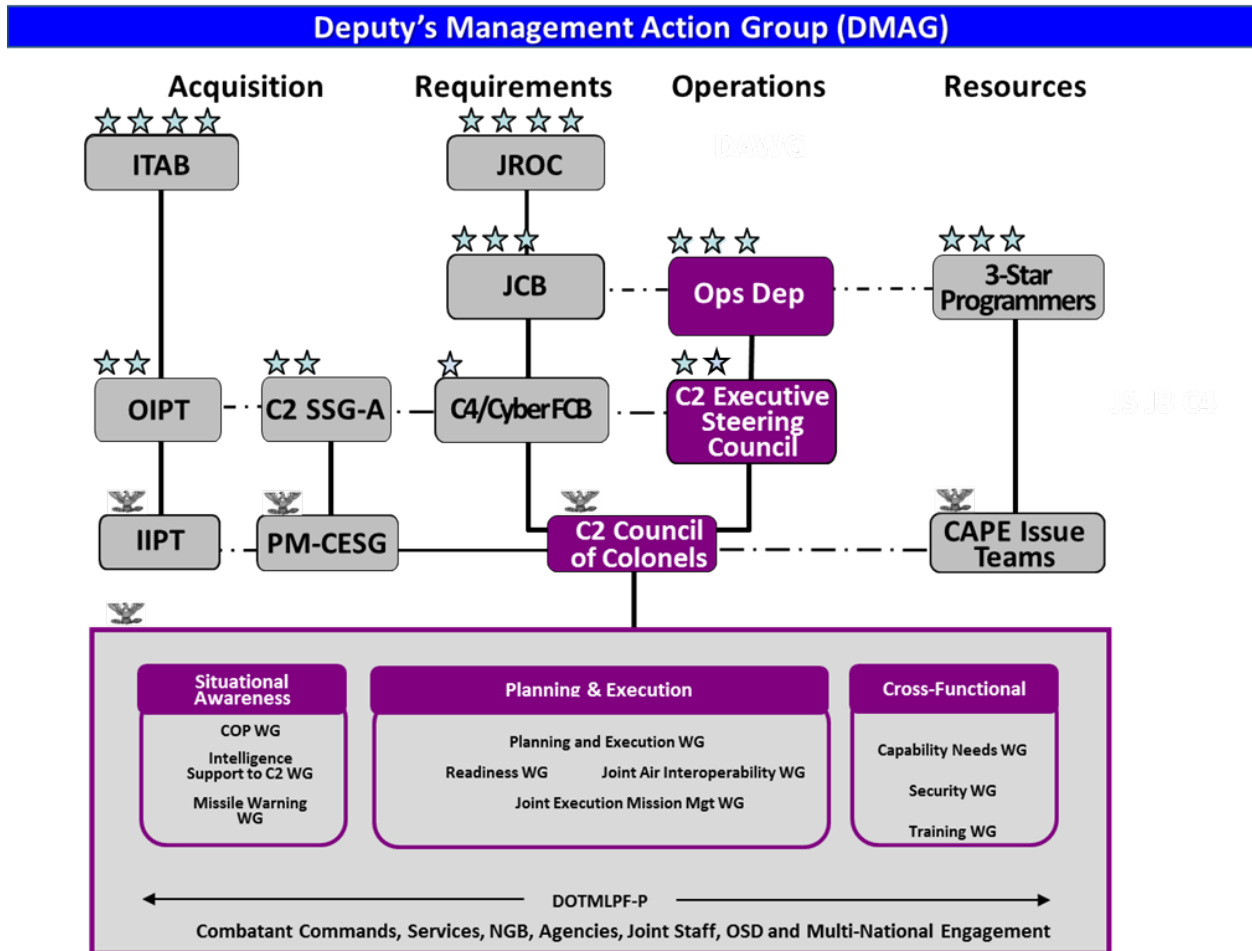 Deputy's Management Action Group (DMAG)
Acquisition
Requirements
Operations
Resources
DAWG
ITAB
JROC
JCB
Ops Dep
3-Star
Programmers
OIPT
C2 SSG-A
C4/Cyber FCB
C2 Executive
Steering
Council
J8 C4
IIPT
PM-CESG
C2 Council
of Colonels
CAPE Issue
Teams
Situational
Awareness
COP WG
Intelligence
Support to C2 WG
Missile Warning
WG
Planning & Execution
Planning and Execution WG
Readiness WG
Joint Air Interoperability WG
Joint Execution Mission Mgt WG
Cross-Functional
Capability Needs WG
Security WG
Training WG
DOTMLPF-P
Combatant Commands, Services, NGB, Agencies, Joint Staff, OSD and Multi-National Engagement